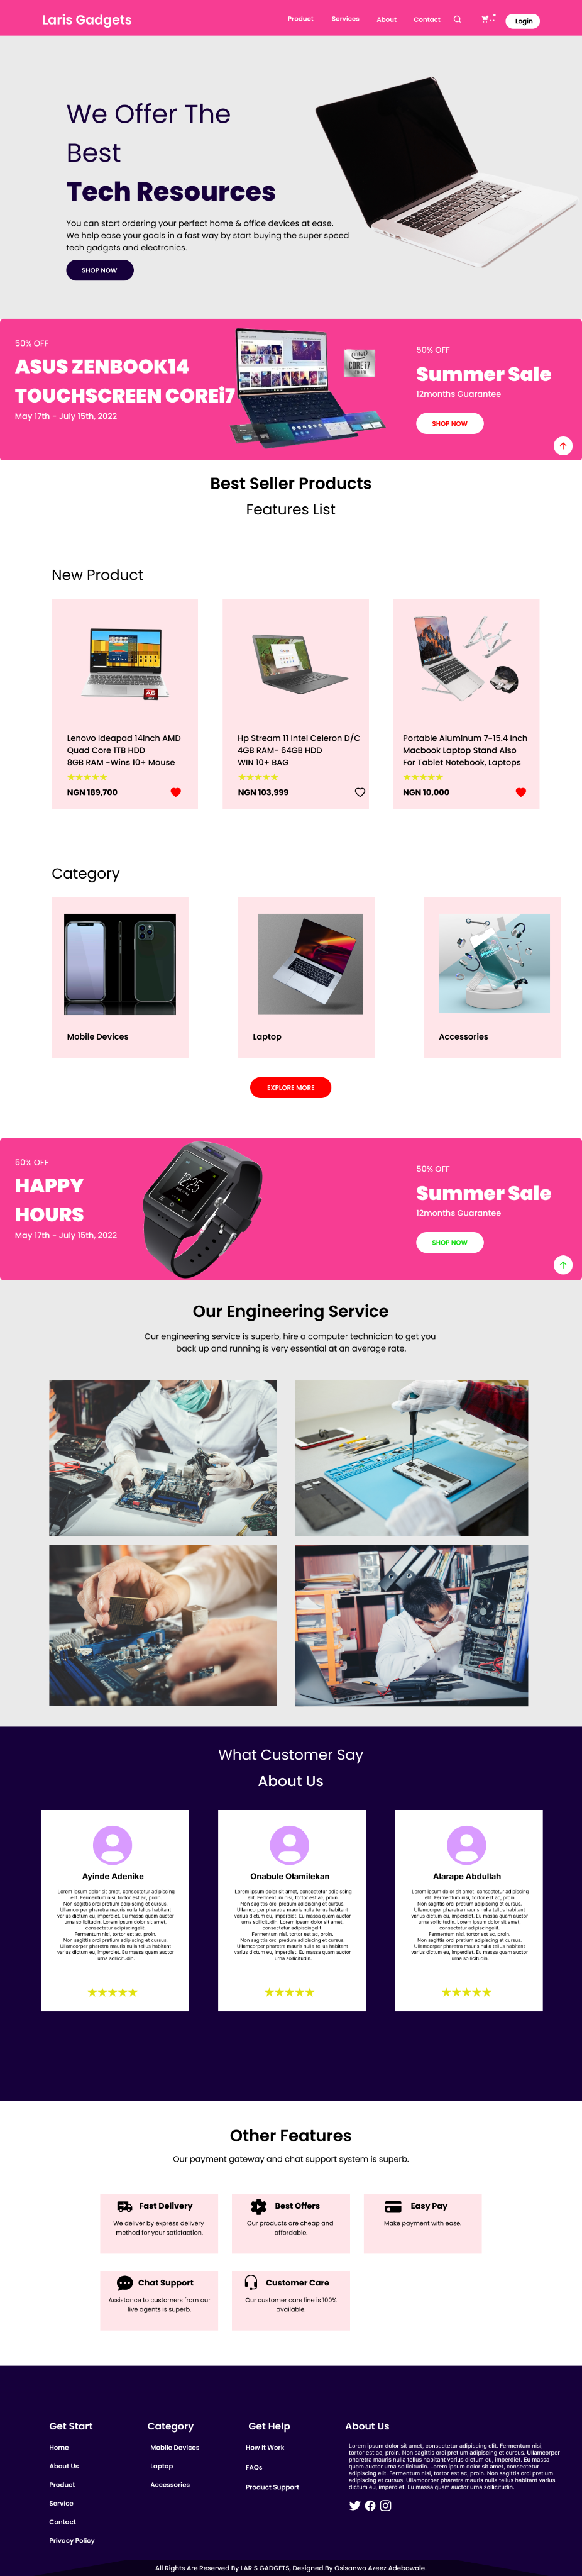 Laris Gadgets
Product Services About Contact Login
We Offer The
Best
Tech Resources
You can start ordering your perfect home & office devices at ease.
We help ease your goals in a fast way by start buying the super speed
tech gadgets and electronics.
SHOP NOW
50% OFF
ASUS ZENBOOK14
TOUCHSCREEN COREi7
May 17th - July 15th, 2022
intel
CORE i7
50% OFF
Summer Sale
12months Guarantee
SHOP NOW
Best Seller Products
Features List
New Product
Lenovo Ideapad 14inch AMD
Quad Core 1TB HDD
8GB RAM -Wins 10+ Mouse
NGN 189,700
Hp Stream 11 Intel Celeron D/C
4GB RAM- 64GB HDD
WIN 10+ BAG
NGN 103,999
Portable Aluminum 7-15.4 Inch
Macbook Laptop Stand Also
For Tablet Notebook, Laptops
NGN 10,000
Category
Mobile Devices
Laptop
Accessories
EXPLORE MORE
50% OFF
HAPPY
HOURS
May 17th - July 15th, 2022
12:25
50% OFF
Summer Sale
12months Guarantee
SHOP NOW
Our Engineering Service
Our engineering service is superb, hire a computer technician to get you
back up and running is very essential at an average rate.
What Customer Say
About Us
Ayinde Adenike
Lorem ipsum dolor sit amet, consectetur adipiscing
elit. Fermentum nisi, tortor est ac, proin.
Non sagittis orci pretium adipiscing et cursus.
Ullamcorper pharetra mauris nulla tellus habitant
varius dictum eu, imperdiet. Eu massa quam auctor
urna sollicitudin. Lorem ipsum dolor sit amet,
consectetur adipiscingelit.
Fermentum nisi, tortor est ac, proin.
Non sagittis orci pretium adipiscing et cursus.
Ullamcorper pharetra mauris nulla tellus habitant
varius dictum eu, imperdiet. Eu massa quam auctor
urna sollicitudin.
Onabule Olamilekan
Lorem ipsum dolor sit amet, consectetur adipiscing
elit. Fermentum nisi, tortor est ac, proin.
Non sagittis orci pretium adipiscing et cursus.
Ullamcorper pharetra mauris nulla tellus habitant
varius dictum eu, imperdiet. Eu massa quam auctor
urna sollicitudin. Lorem ipsum dolor sit amet,
consectetur adipiscingelit.
Fermentum nisi, tortor est ac, proin.
Non sagittis orci pretium adipiscing et cursus.
Ullamcorper pharetra mauris nulla tellus habitant
varius dictum eu, imperdiet. Eu massa quam auctor
urna sollicitudin.
Alarape Abdullah
Lorem ipsum dolor sit amet, consectetur adipiscing
elit. Fermentum nisi, tortor est ac, proin.
Non sagittis orci pretium adipiscing et cursus.
Ullamcorper pharetra mauris nulla tellus habitant
varius dictum eu, imperdiet. Eu massa quam auctor
urna sollicitudin. Lorem ipsum dolor sit amet,
consectetur adipiscingelit.
Fermentum nisi, tortor est ac, proin.
Non sagittis orci pretium adipiscing et cursus.
Ullamcorper pharetra mauris nulla tellus habitant
varius dictum eu, imperdiet. Eu massa quam auctor
urna sollicitudin.
Other Features
Our payment gateway and chat support system is superb.
Fast Delivery
We deliver by express delivery
method for your satisfaction.
Best Offers
Our products are cheap and
affordable.
Easy Pay
Make payment with ease.
Chat Support
Assistance to customers from our
live agents is superb.
Customer Care
Our customer care line is 100%
available.
Get Start
Home
About Us
Product
Service
Contact
Privacy Policy
Category
Mobile Devices
Laptop
Accessories
Get Help
How It Work
FAQs
Product Support
About Us
Lorem ipsum dolor sit amet, consectetur adipiscing elit. Fermentum nisi,
tortor est ac, proin. Non sagittis orci pretium adipiscing et cursus. Ullamcorper
pharetra mauris nulla tellus habitant varius dictum eu, imperdiet. Eu massa
quam auctor urna sollicitudin. Lorem ipsum dolor sit amet, consectetur
adipiscing elit. Fermentum nisi, tortor est ac, proin. Non sagittis orci pretium
adipiscing et cursus. Ullamcorper pharetra mauris nulla tellus habitant varius
dictum eu, imperdiet. Eu massa quam auctor urna sollicitudin.
All Rights Are Reserved By LARIS GADGETS, Designed By Osisanwo Azeez Adebowale.